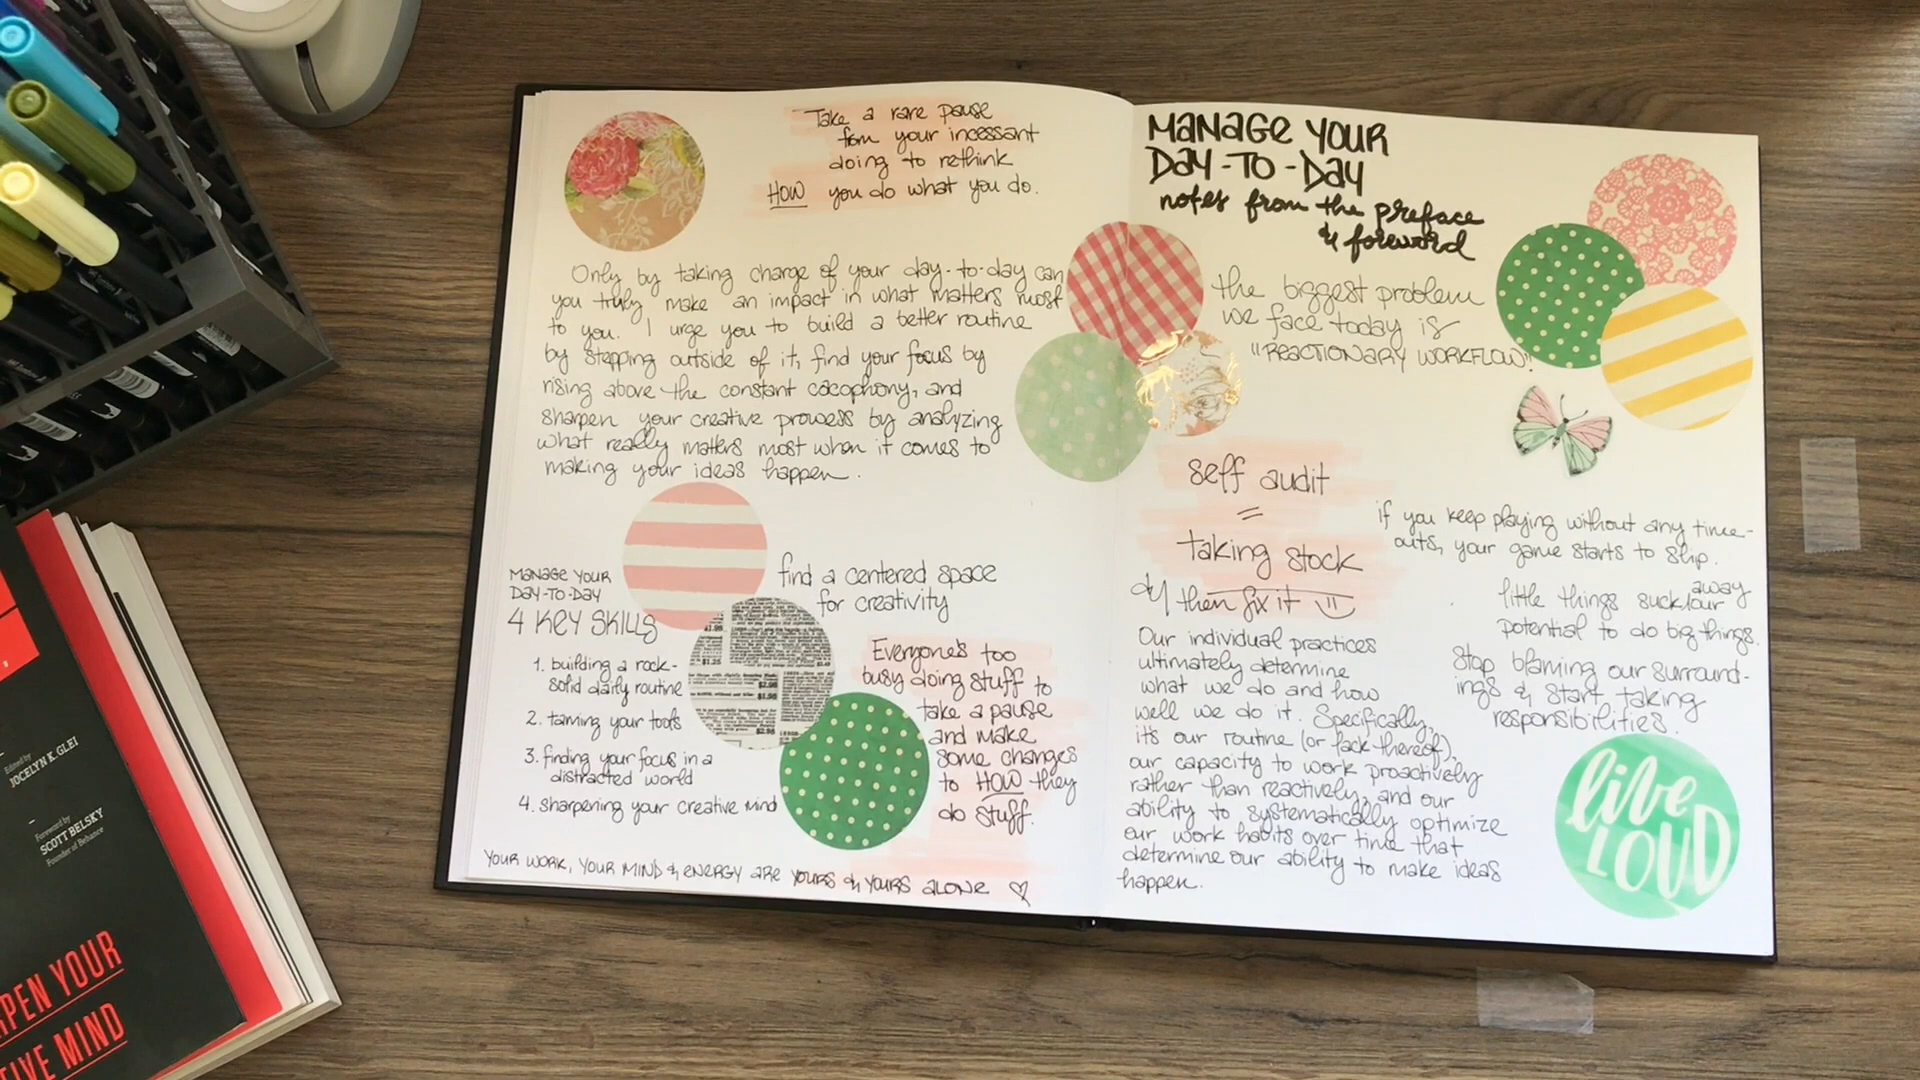 Take a rare pause
from your incessant
doing to rethink
HOW you do what you do.
Only by taking charge of your day-to-day can
you truly make an impact in what matters most
to you. I urge you to build a better routine
by stepping outside of it, find your focus by
rising above the constant cacophony, and
sharpen your creative prowess by analyzing
what really matters most when it comes to
making your ideas happen.
MANAGE YOUR
DAY-TO-DAY
4 KEY SKILLS
1. building a rock-
solid daily routine
2. taming your tools
3. finding your focus in a
distracted world
4. sharpening your creative mind
find a centered space
for creativity
Everyone's too
busy doing stuff to
take a pause
and make
some changes
to HOW they
do stuff.
YOUR WORK, YOUR MIND & ENERGY ARE YOURS & YOURS ALONE
MANAGE YOUR
DAY-TO-DAY
notes from the preface
& foreword
the biggest problem
we face today is
"REACTIONARY WORKFLOW".
self audit
=
taking stock
& then fix it
Our individual practices
ultimately determine
what we do and how
well we do it. Specifically,
it's our routine (or lack thereof),
our capacity to work proactively
rather than reactively, and our
ability to systematically optimize
our work habits over time that
determine our ability to make ideas
happen.
if you keep playing without any time-
outs, your game starts to slip.
little things suck away our
potential to do big things.
Stop blaming our surround-
ings & start taking
responsibilities.
live
LOUD
Edited by
JOCELYN K. GLEI
Foreword by
SCOTT BELSKY
Founder of Behance
RPEN YOUR
TIVE MIND